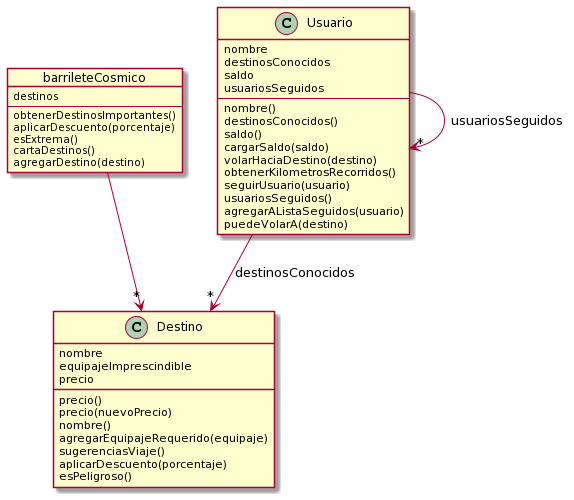 barrileteCosmico
destinos
obtenerDestinosImportantes()
aplicarDescuento(porcentaje)
esExtrema()
cartaDestinos()
agregarDestino(destino)
C Usuario
nombre
destinosConocidos
saldo
usuariosSeguidos
nombre()
destinosConocidos()
saldo()
cargarSaldo(saldo)
volarHaciaDestino(destino)
obtenerKilometrosRecorridos()
seguirUsuario(usuario)
usuariosSeguidos()
agregarAListaSeguidos(usuario)
puedeVolarA(destino)
* usuariosSeguidos
destinosConocidos
* *
C Destino
nombre
equipajeImprescindible
precio
precio()
precio(nuevoPrecio)
nombre()
agregarEquipajeRequerido(equipaje)
sugerenciasViaje()
aplicarDescuento(porcentaje)
esPeligroso()